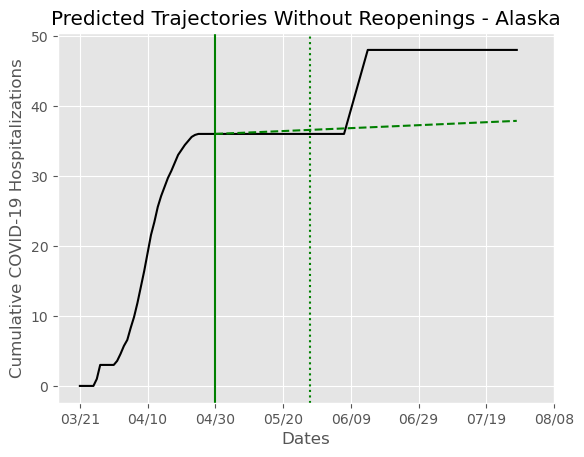 Predicted Trajectories Without Reopenings - Alaska
Cumulative COVID-19 Hospitalizations
50
40
30
20
10
0
03/21 04/10 04/30 05/20 06/09 06/29 07/19 08/08
Dates